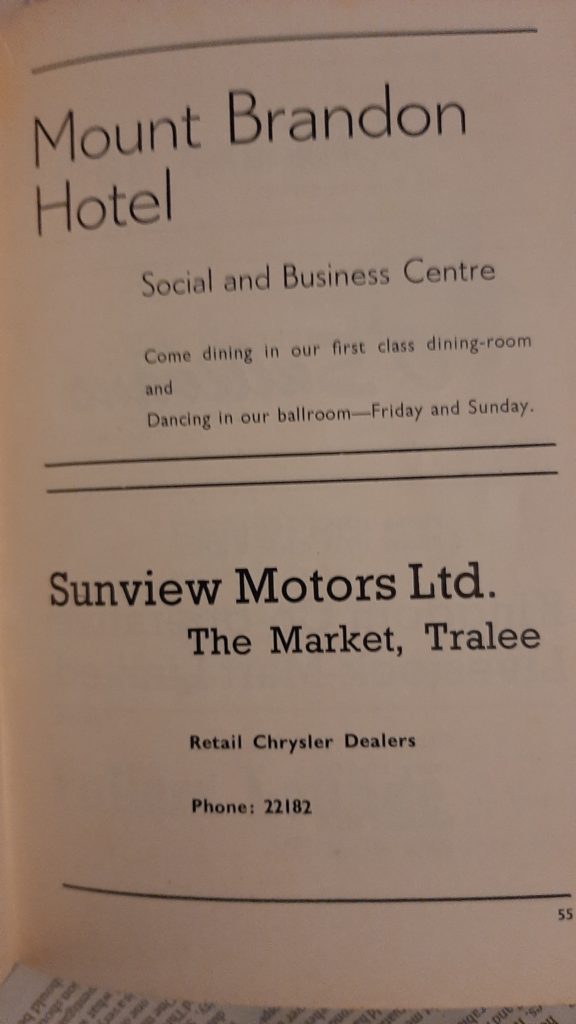 Mount Brandon
Hotel
Social and Business Centre
Come dining in our first class dining-room
and
Dancing in our ballroom—Friday and Sunday.
Sunview Motors Ltd.
The Market, Tralee
Retail Chrysler Dealers
Phone: 22182
55